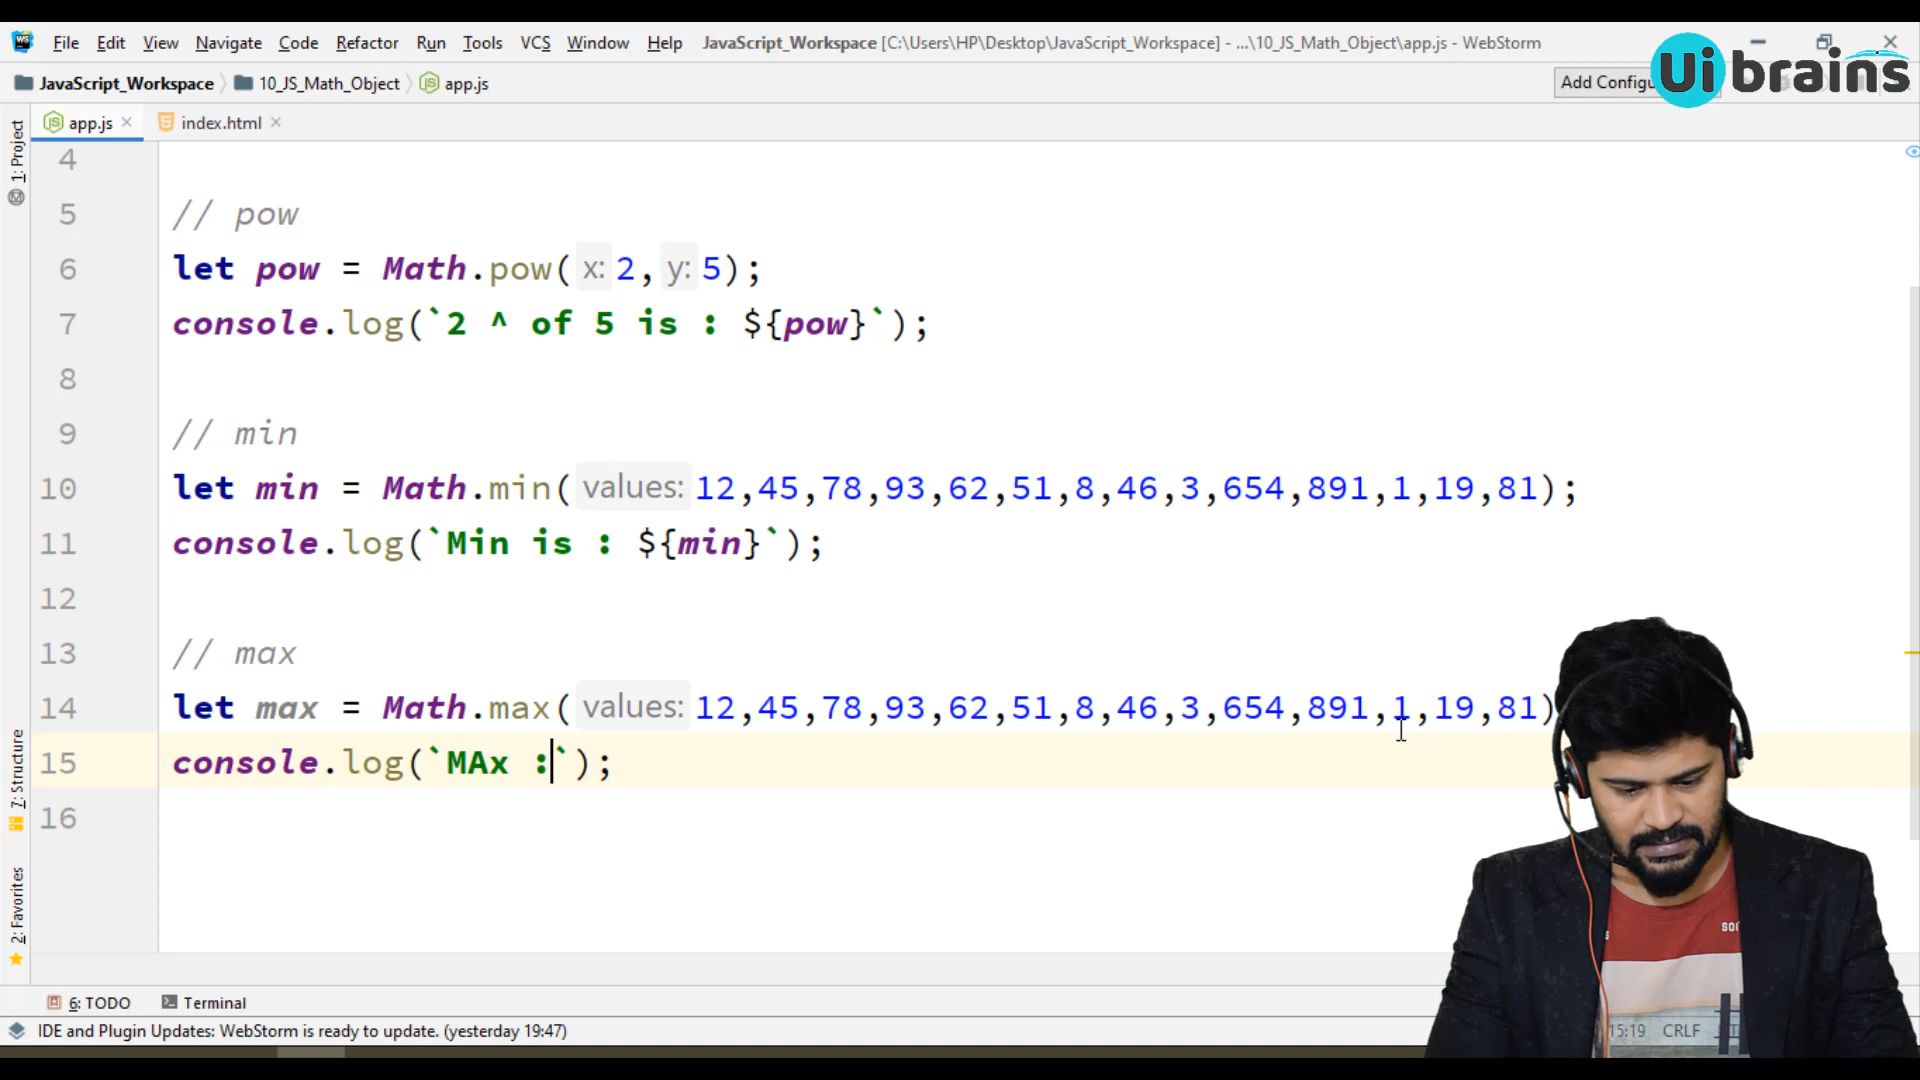 WS File Edit View Navigate Code Refactor Run Tools VCS Window Help JavaScript_Workspace [C:\Users\HP\Desktop\JavaScript_Workspace] - ...\10_JS_Math_Object\app.js - WebStorm
Ui brains
JavaScript_Workspace 10_JS_Math_Object app.js Add Configu
app.js index.html
1: Project
7: Structure
2: Favorites
4
5 // pow
6 let pow = Math.pow( x: 2, y: 5);
7 console.log(`2 ^ of 5 is : ${pow}`);
8
9 // min
10 let min = Math.min( values: 12,45,78,93,62,51,8,46,3,654,891,1,19,81);
11 console.log(`Min is : ${min}`);
12
13 // max
14 let max = Math.max( values: 12,45,78,93,62,51,8,46,3,654,891,1,19,81)
15 console.log(`MAx :`);
16
6: TODO Terminal
IDE and Plugin Updates: WebStorm is ready to update. (yesterday 19:47) 15:19 CRLF